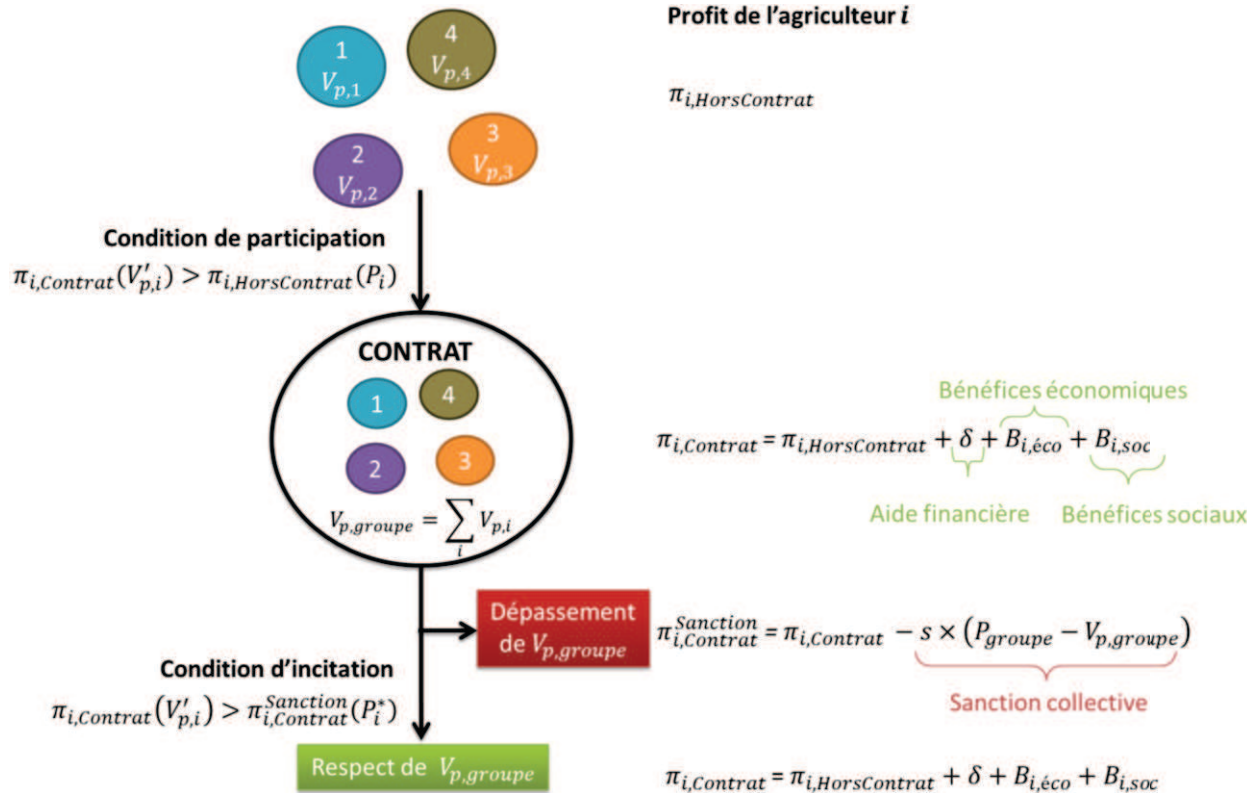 Profit de l'agriculteur i
1
V_{p,1}
4
V_{p,4}
π_{i,HorsContrat}
2
V_{p,2}
3
V_{p,3}
Condition de participation
π_{i,Contrat}(V'_{p,i}) > π_{i,HorsContrat}(P_i)
CONTRAT
1
4
2
3
V_{p,groupe} = ∑_i V_{p,i}
Bénéfices économiques
π_{i,Contrat} = π_{i,HorsContrat} + δ + B_{i,éco} + B_{i,soc}
Aide financière
Bénéfices sociaux
Dépassement
de V_{p,groupe}
π_{i,Contrat}^{Sanction} = π_{i,Contrat} − s × (P_{groupe} − V_{p,groupe})
Sanction collective
Condition d'incitation
π_{i,Contrat}(V'_{p,i}) > π_{i,Contrat}^{Sanction}(P_i^*)
Respect de V_{p,groupe}
π_{i,Contrat} = π_{i,HorsContrat} + δ + B_{i,éco} + B_{i,soc}